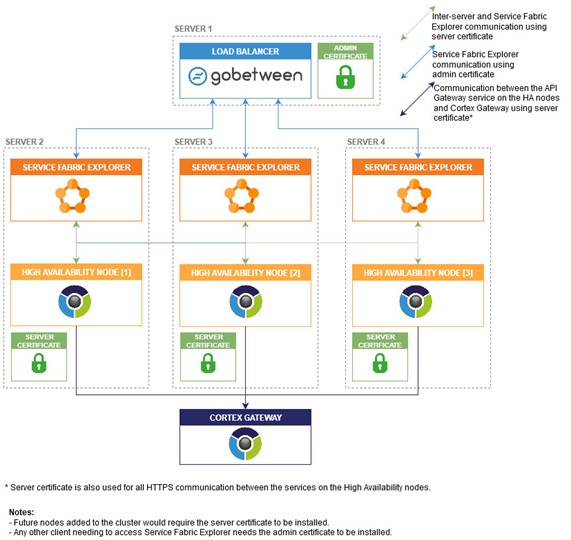 Inter-server and Service Fabric
Explorer communication using
server certificate
Service Fabric Explorer
communication using
admin certificate
Communication between the API
Gateway service on the HA nodes
and Cortex Gateway using server
certificate*
SERVER 1
LOAD BALANCER
gobetween
ADMIN
CERTIFICATE
SERVER 2
SERVER 3
SERVER 4
SERVICE FABRIC EXPLORER
SERVICE FABRIC EXPLORER
SERVICE FABRIC EXPLORER
HIGH AVAILABILITY NODE [1]
HIGH AVAILABILITY NODE [2]
HIGH AVAILABILITY NODE [3]
SERVER
CERTIFICATE
SERVER
CERTIFICATE
SERVER
CERTIFICATE
CORTEX GATEWAY
* Server certificate is also used for all HTTPS communication between the services on the High Availability nodes.
Notes:
- Future nodes added to the cluster would require the server certificate to be installed.
- Any other client needing to access Service Fabric Explorer needs the admin certificate to be installed.